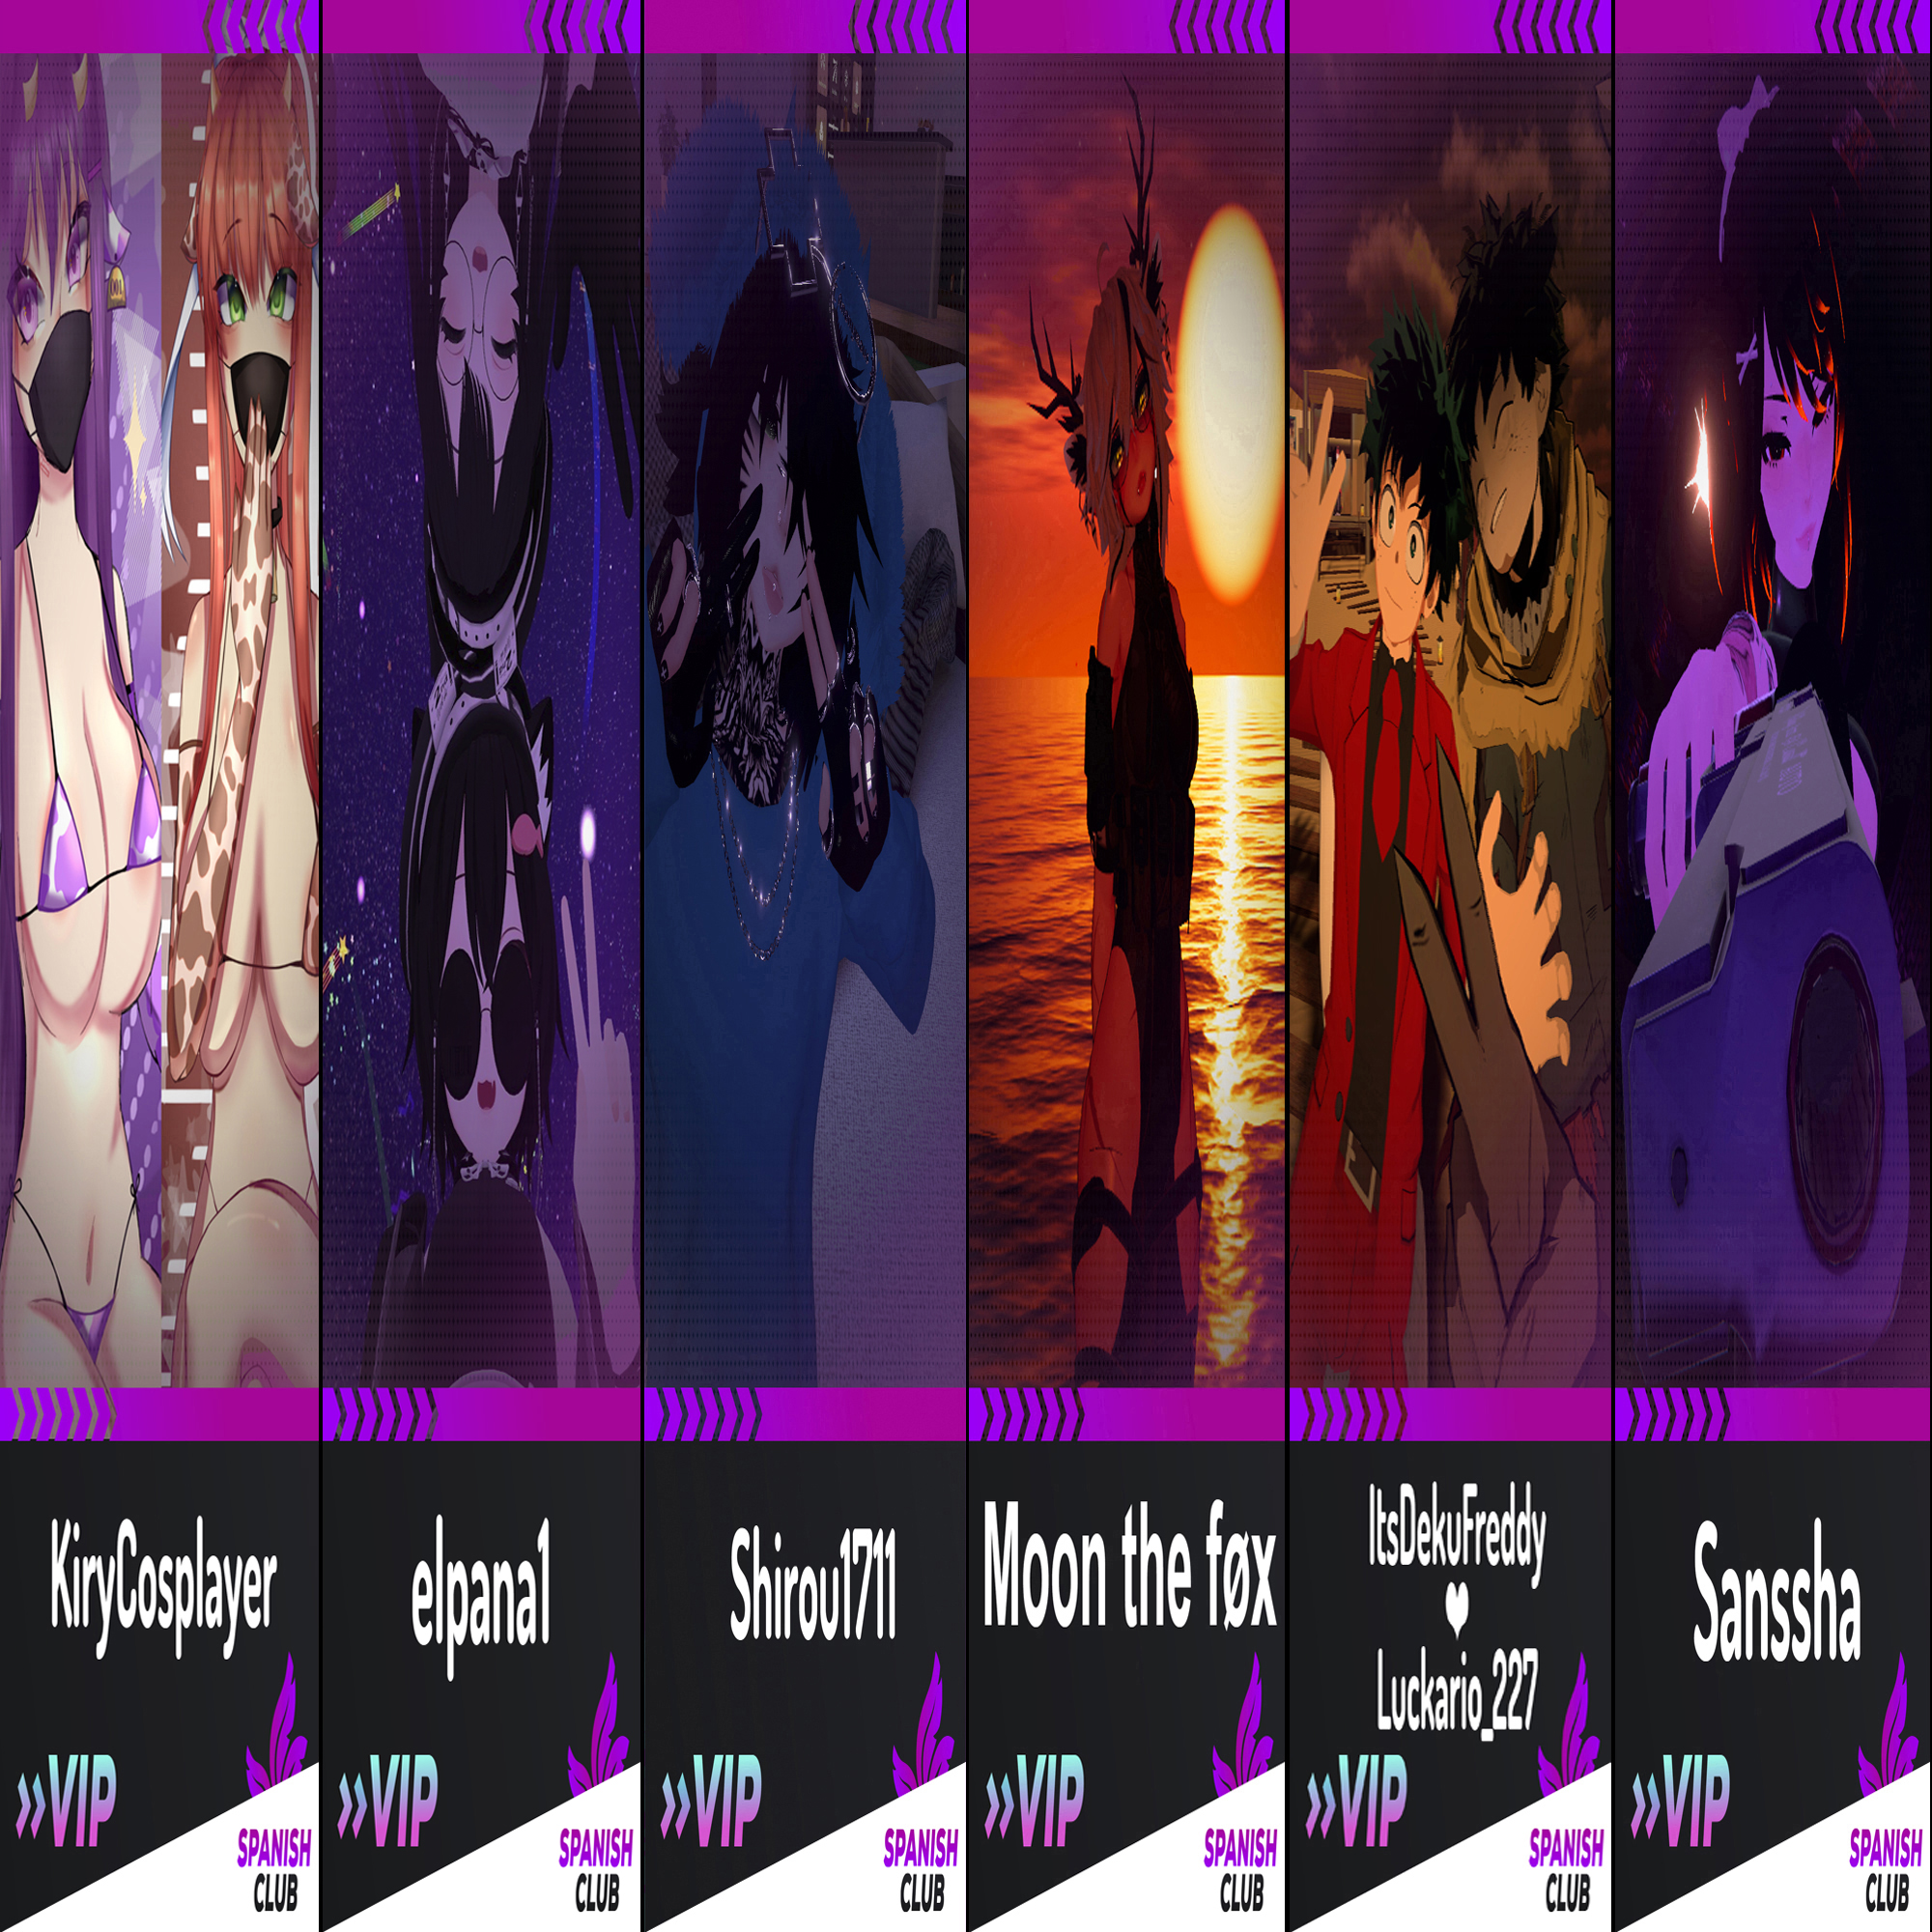 KiryCosplayer
»VIP
SPANISH
CLUB
elpana1
»VIP
SPANISH
CLUB
Shirou1711
»VIP
SPANISH
CLUB
Moon the føx
»VIP
SPANISH
CLUB
ItsDekuFreddy
♥
Luckario_227
»VIP
SPANISH
CLUB
Sanssha
»VIP
SPANISH
CLUB